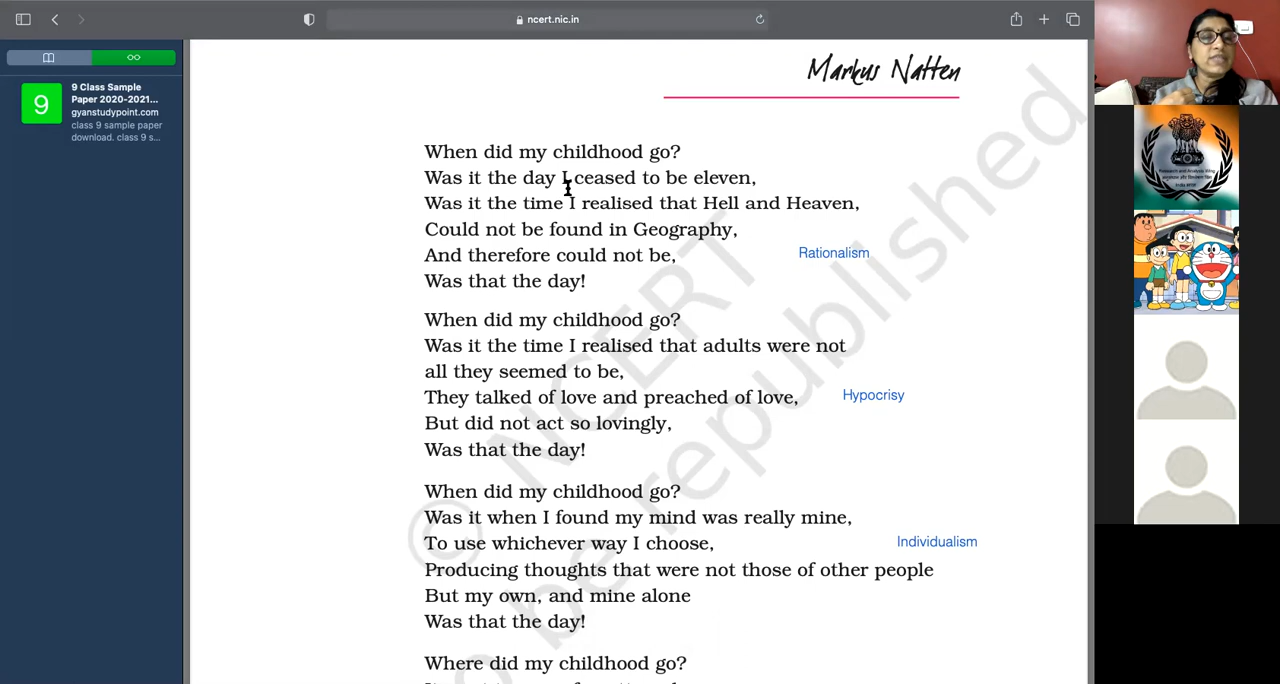 ncert.nic.in
9 Class Sample
Paper 2020-2021...
gyanstudypoint.com
class 9 sample paper
download. class 9 s...
9
Markus Natten
When did my childhood go?
Was it the day I ceased to be eleven,
Was it the time I realised that Hell and Heaven,
Could not be found in Geography,
And therefore could not be,
Rationalism
Was that the day!
When did my childhood go?
Was it the time I realised that adults were not
all they seemed to be,
They talked of love and preached of love,
Hypocrisy
But did not act so lovingly,
Was that the day!
When did my childhood go?
Was it when I found my mind was really mine,
To use whichever way I choose,
Individualism
Producing thoughts that were not those of other people
But my own, and mine alone
Was that the day!
Where did my childhood go?
© NCERT
be republished